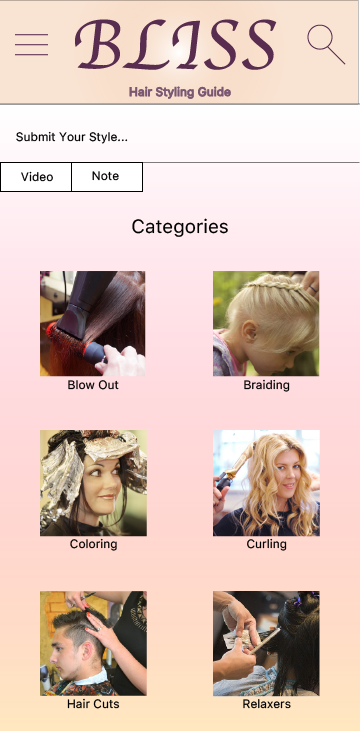 BLISS
Hair Styling Guide
Submit Your Style...
Video Note
Categories
Blow Out Braiding
Coloring Curling
Hair Cuts Relaxers